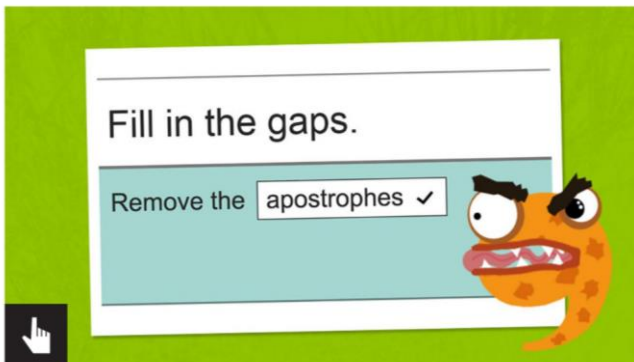 Fill in the gaps.
Remove the apostrophes ✓